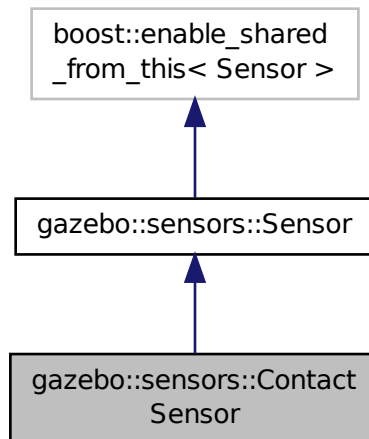 boost::enable_shared
_from_this< Sensor >
gazebo::sensors::Sensor
gazebo::sensors::Contact
Sensor